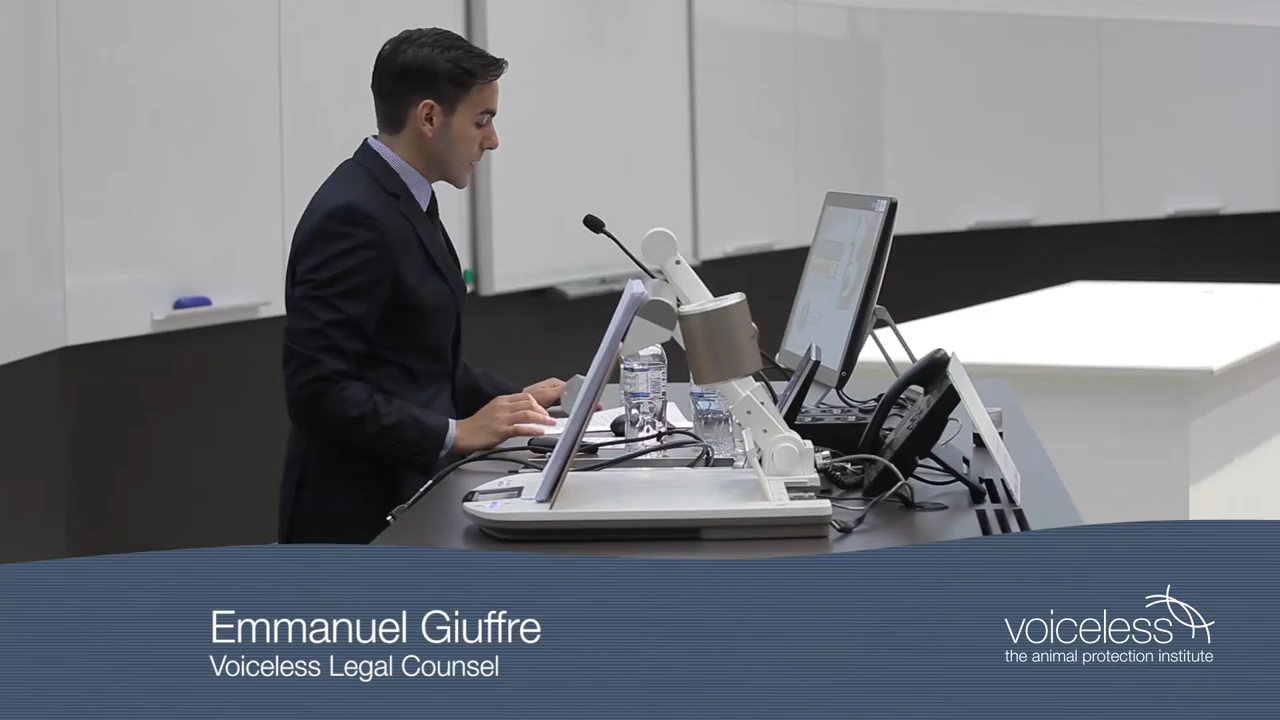 Emmanuel Giuffre
Voiceless Legal Counsel
voiceless
the animal protection institute